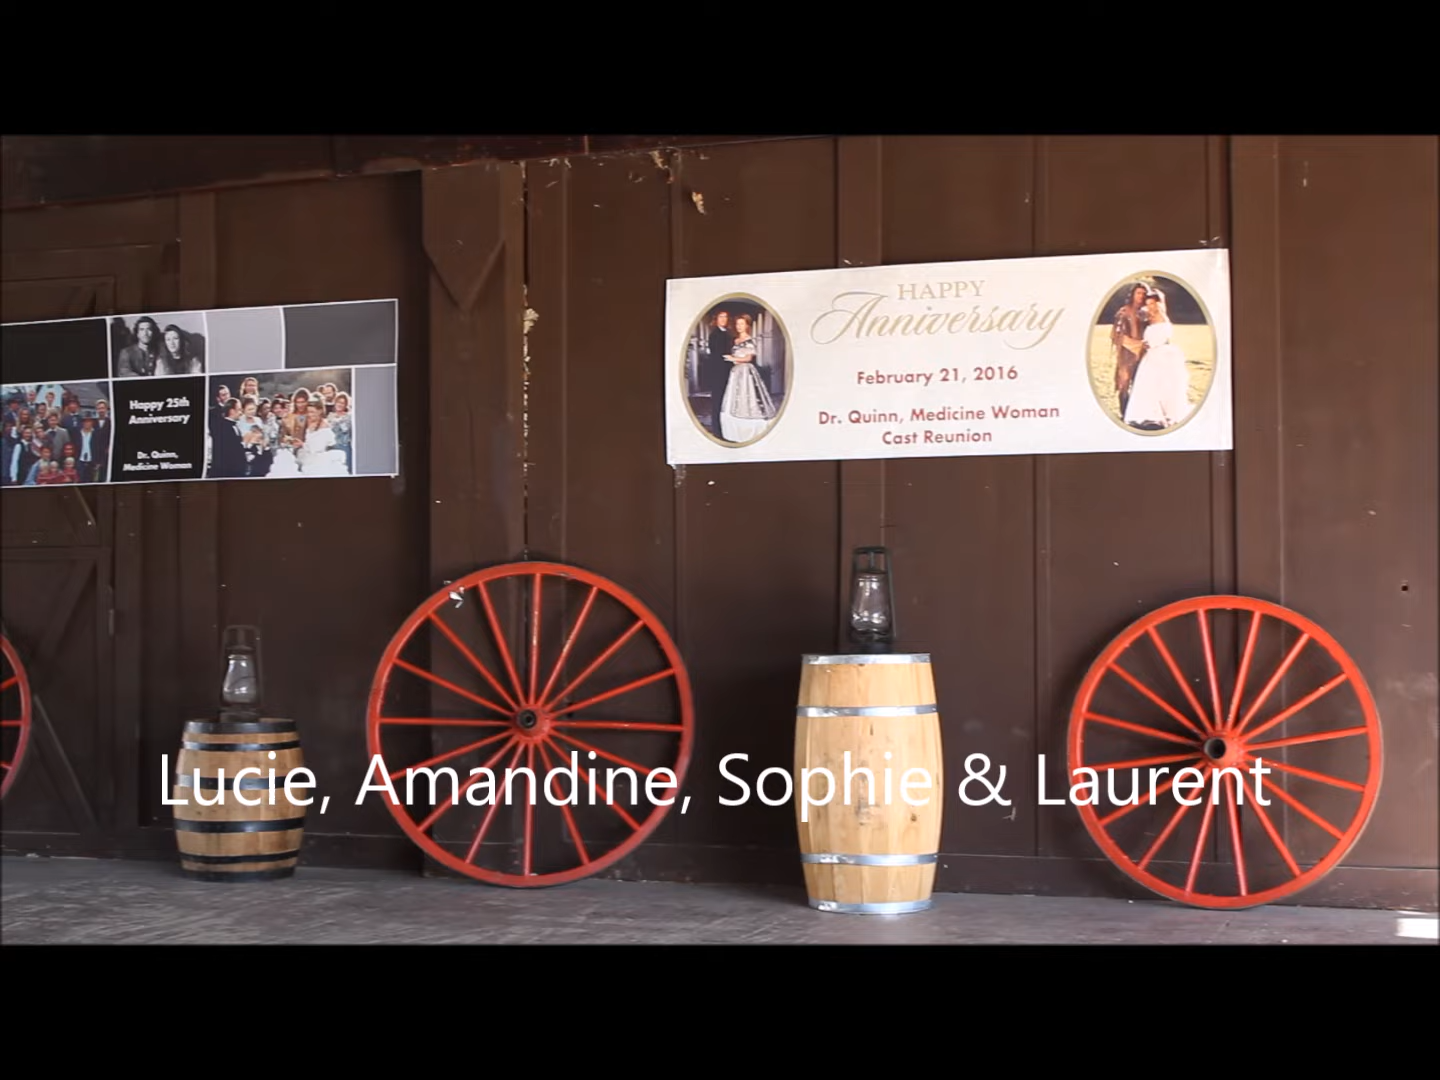 Happy 25th
Anniversary
Dr. Quinn,
Medicine Woman
HAPPY
Anniversary
February 21, 2016
Dr. Quinn, Medicine Woman
Cast Reunion
Lucie, Amandine, Sophie & Laurent